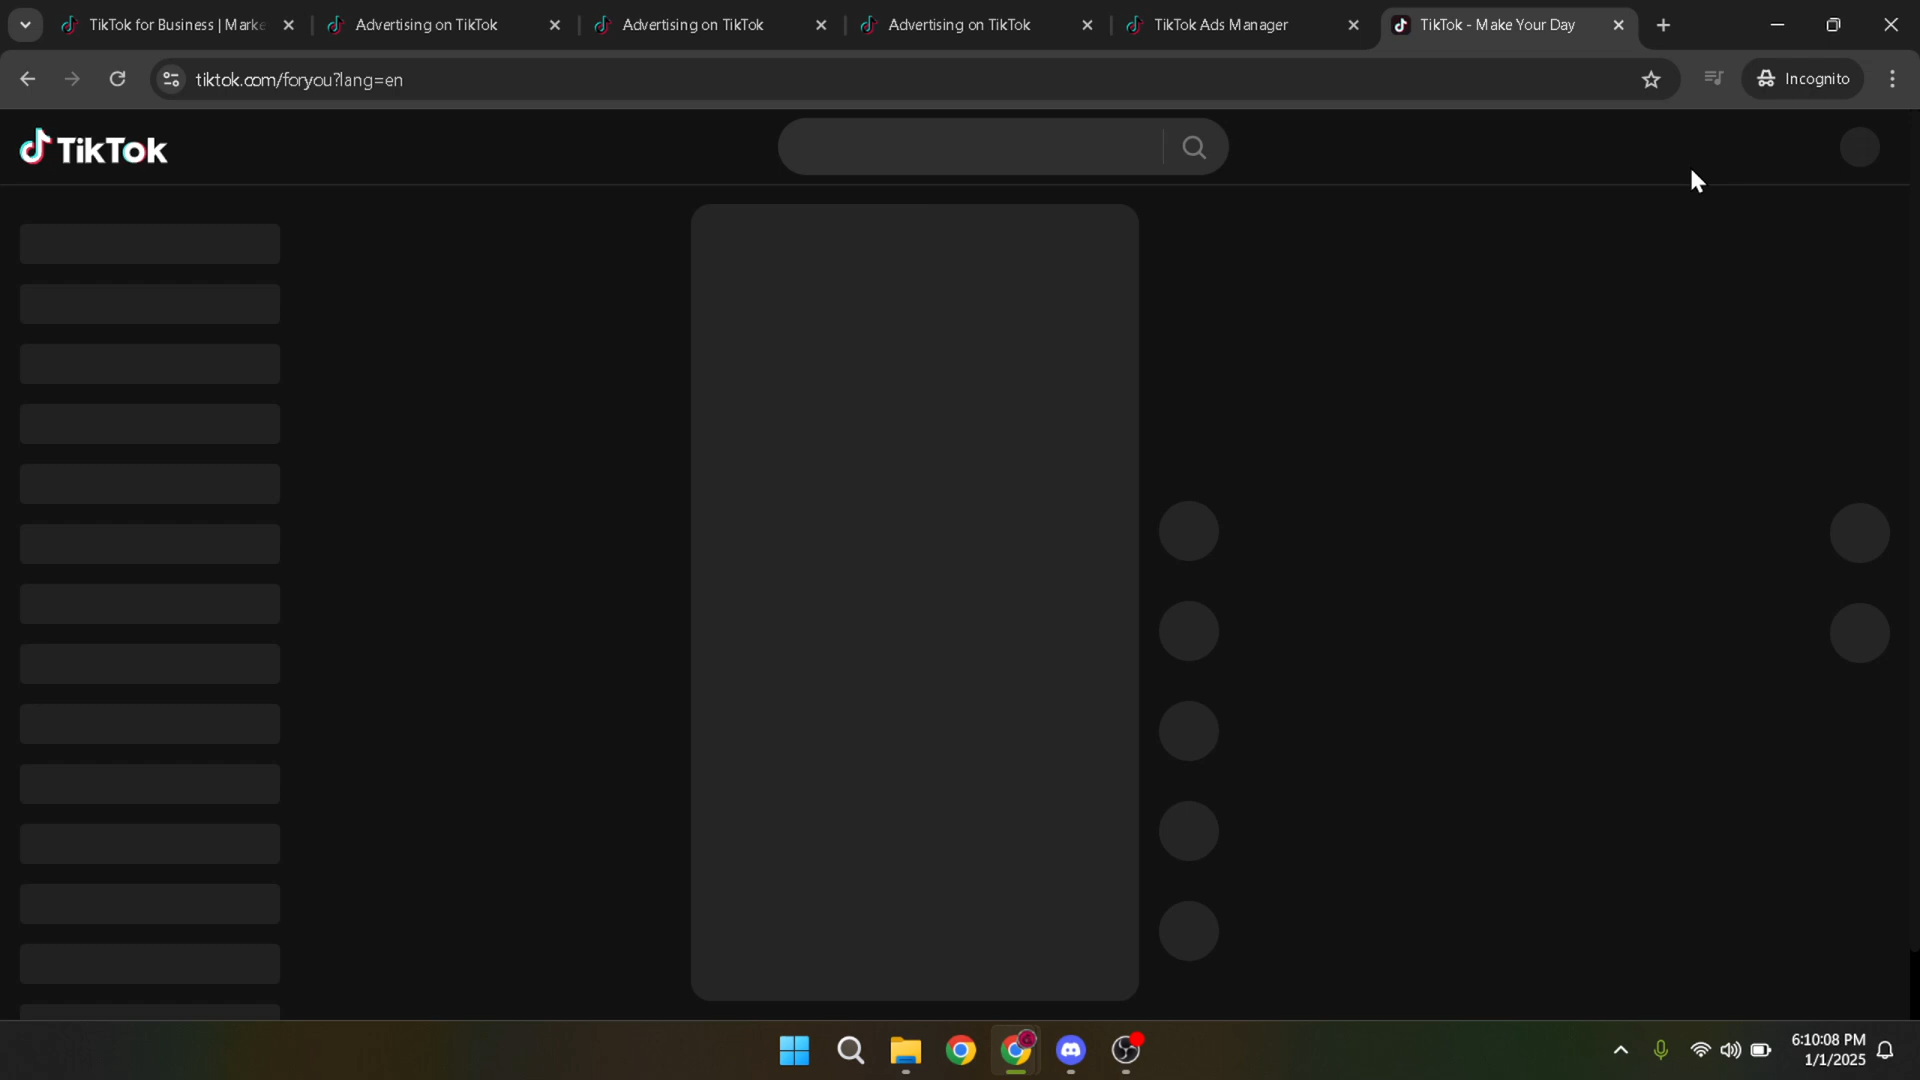 TikTok for Business | Marke
Advertising on TikTok
Advertising on TikTok
Advertising on TikTok
TikTok Ads Manager
TikTok - Make Your Day
tiktok.com/foryou?lang=en
Incognito
TikTok
6:10:08 PM
1/1/2025